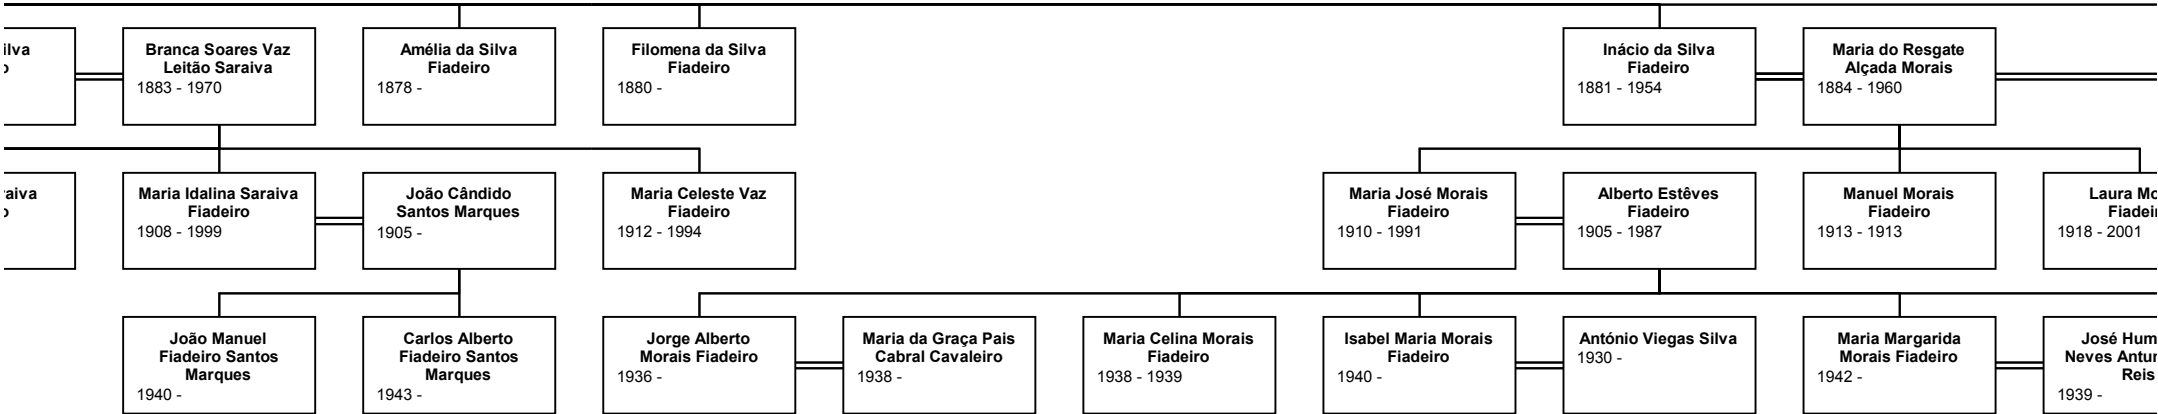 Branca Soares Vaz
Leitão Saraiva
1883 - 1970
Amélia da Silva
Fiadeiro
1878 -
Filomena da Silva
Fiadeiro
1880 -
Inácio da Silva
Fiadeiro
1881 - 1954
Maria do Resgate
Alçada Morais
1884 - 1960
Maria Idalina Saraiva
Fiadeiro
1908 - 1999
João Cândido
Santos Marques
1905 -
Maria Celeste Vaz
Fiadeiro
1912 - 1994
Maria José Morais
Fiadeiro
1910 - 1991
Alberto Estêves
Fiadeiro
1905 - 1987
Manuel Morais
Fiadeiro
1913 - 1913
Laura
1918 - 2001
João Manuel
Fiadeiro Santos
Marques
1940 -
Carlos Alberto
Fiadeiro Santos
Marques
1943 -
Jorge Alberto
Morais Fiadeiro
1936 -
Maria da Graça Pais
Cabral Cavaleiro
1938 -
Maria Celina Morais
Fiadeiro
1938 - 1939
Isabel Maria Morais
Fiadeiro
1940 -
António Viegas Silva
1930 -
Maria Margarida
Morais Fiadeiro
1942 -
José
Neves
Reis
1939 -